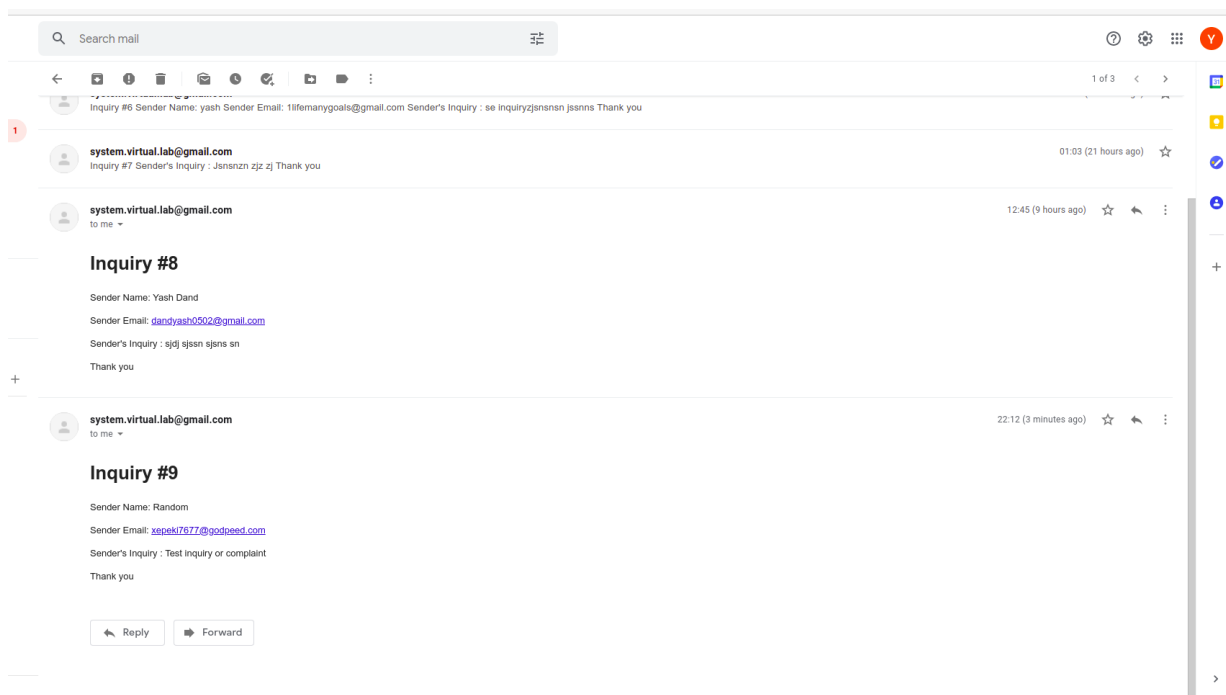 Search mail
Y
1 of 3
Inquiry #6 Sender Name: yash Sender Email: 1lifemanygoals@gmail.com Sender's Inquiry : se inquiryzjsnsnsn jssnns Thank you
1
system.virtual.lab@gmail.com 01:03 (21 hours ago)
Inquiry #7 Sender's Inquiry : Jsnsnzn zjz zj Thank you
system.virtual.lab@gmail.com 12:45 (9 hours ago)
to me
Inquiry #8
Sender Name: Yash Dand
Sender Email: dandyash0502@gmail.com
Sender's Inquiry : sjdj sjssn sjsns sn
Thank you
system.virtual.lab@gmail.com 22:12 (3 minutes ago)
to me
Inquiry #9
Sender Name: Random
Sender Email: xepeki7677@godpeed.com
Sender's Inquiry : Test inquiry or complaint
Thank you
Reply Forward